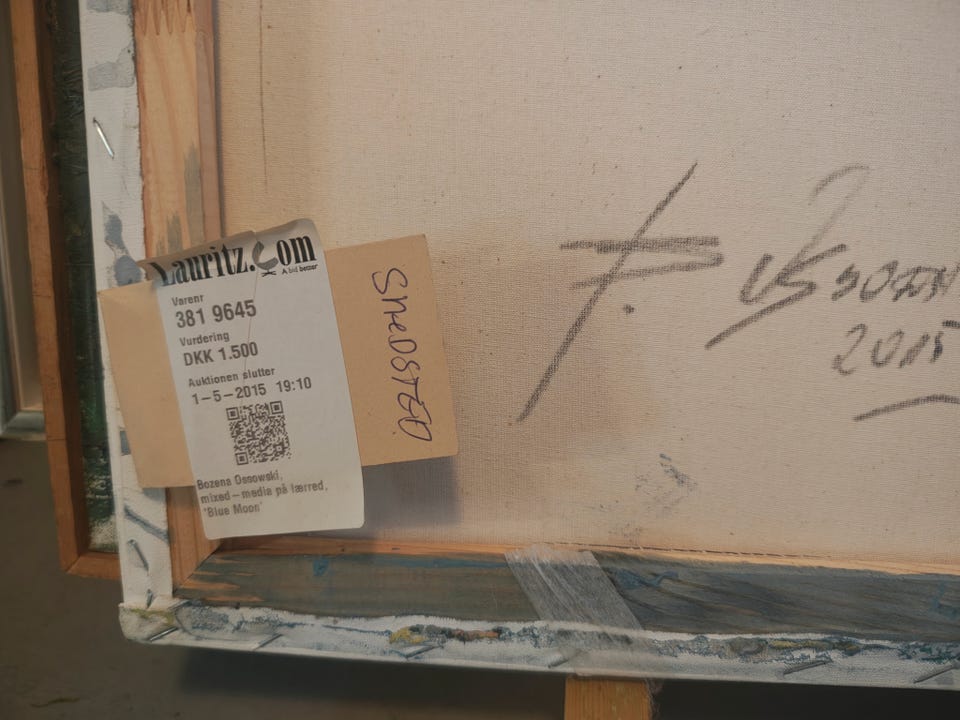 Lauritz.com
A bid better
Varenr
381 9645
Vurdering
DKK 1.500
Auktionen slutter
1-5-2015 19:10
Bozena Ossowski,
mixed-media på lærred,
'Blue Moon'
SNEDSTED
2015